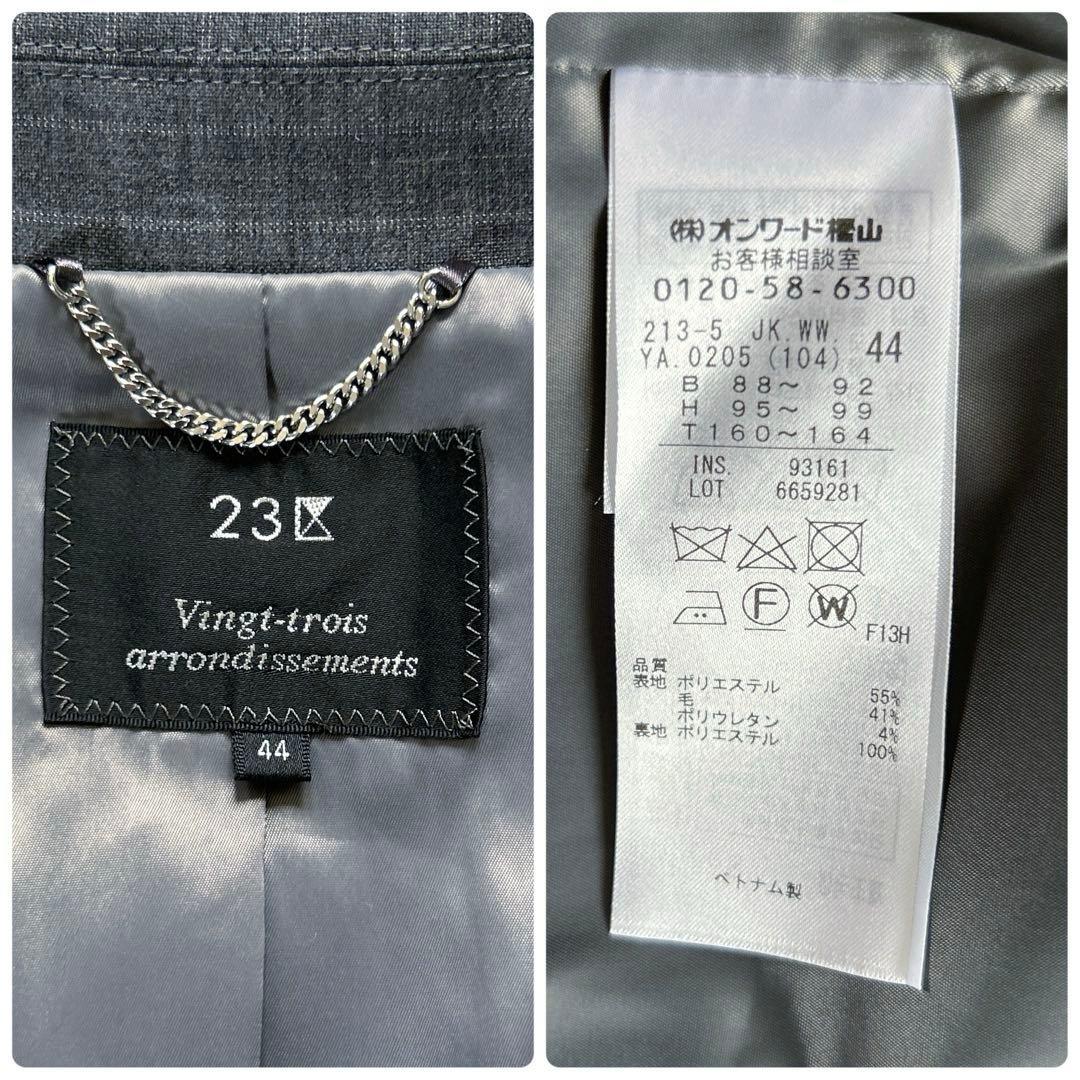 23区
Vingt-trois
arrondissements
44
(株)オンワード樫山
お客様相談室
0120-58-6300
213-5 JK.WW.
YA.0205 (104) 44
B 88～ 92
H 95～ 99
T 160～164
INS. 93161
LOT 6659281
F
W
F13H
品質
表地 ポリエステル 55%
毛 41%
ポリウレタン 4%
裏地 ポリエステル 100%
ベトナム製